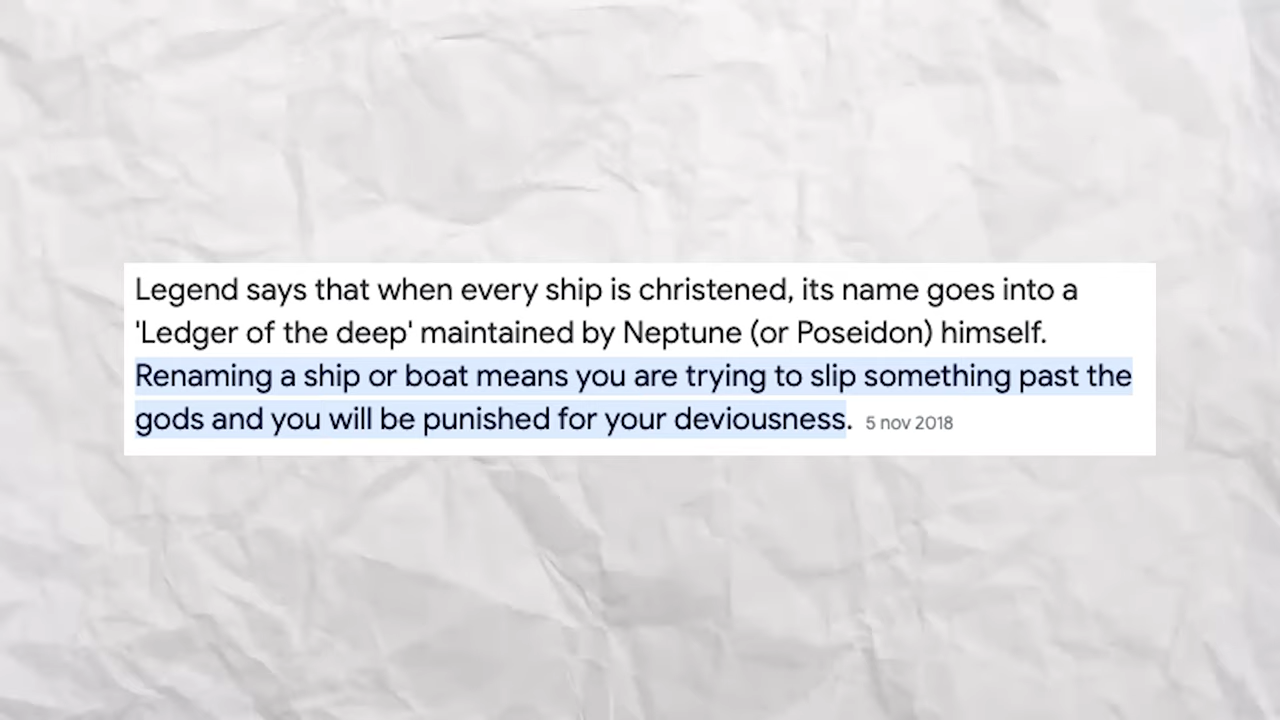 Legend says that when every ship is christened, its name goes into a
'Ledger of the deep' maintained by Neptune (or Poseidon) himself.
Renaming a ship or boat means you are trying to slip something past the
gods and you will be punished for your deviousness. 5 nov 2018